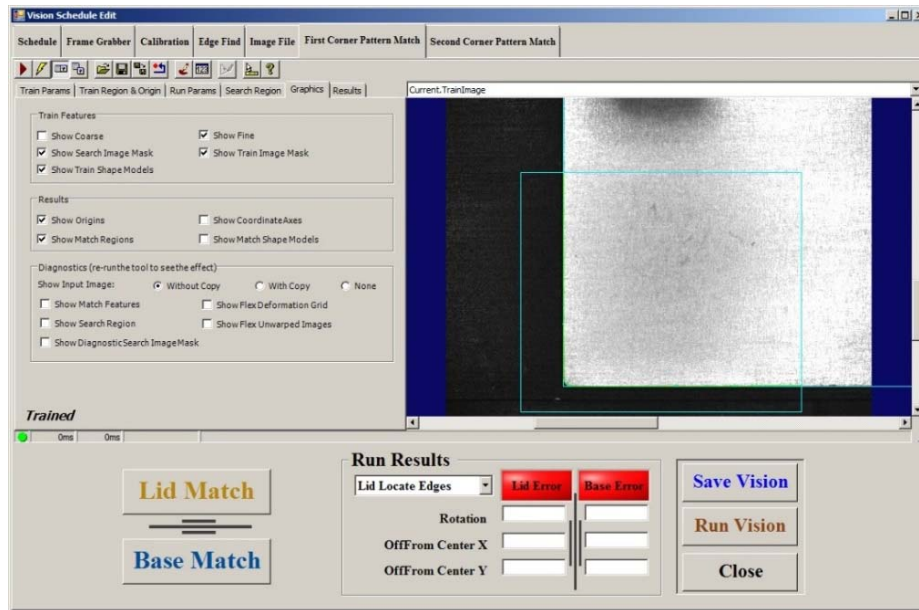 Vision Schedule Edit
Schedule Frame Grabber Calibration Edge Find Image File First Corner Pattern Match Second Corner Pattern Match
Train Params Train Region & Origin Run Params Search Region Graphics Results
Current.TrainImage
Train Features
Show Coarse Show Fine
Show Search Image Mask Show Train Image Mask
Show Train Shape Models
Results
Show Origins Show CoordinateAxes
Show Match Regions Show Match Shape Models
Diagnostics (re-runthe tool to seethe effect)
Show Input Image: Without Copy With Copy None
Show Match Features Show Flex Deformation Grid
Show Search Region Show Flex Unwarped Images
Show DiagnosticSearch ImageMask
Trained
0ms 0ms
Lid Match
Base Match
Run Results
Lid Locate Edges Lid Error Base Error
Rotation
OffFrom Center X
OffFrom Center Y
Save Vision
Run Vision
Close